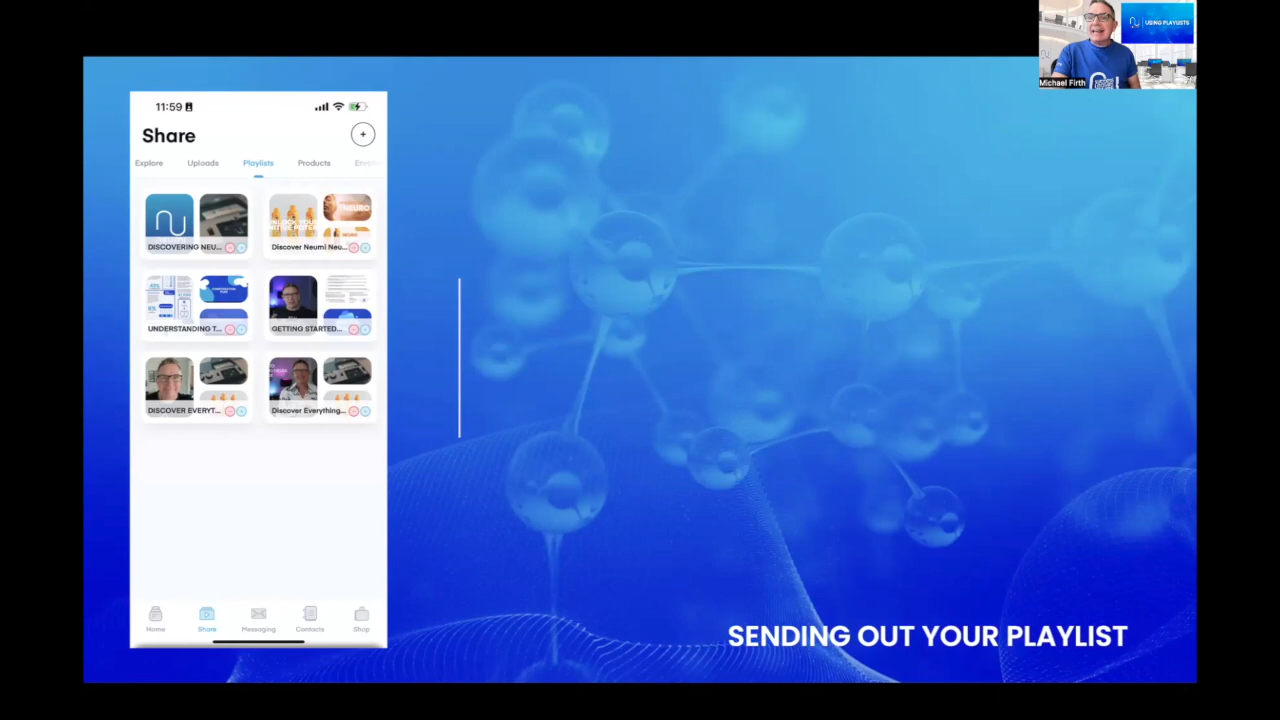 USING PLAYLISTS
Michael Firth
11:59
Share
+
Explore
Uploads
Playlists
Products
DISCOVERING NEU...
Discover Neumi Neu...
NEURO
UNDERSTANDING T...
GETTING STARTED...
DISCOVER EVERYT...
Discover Everything...
Home
Share
Messaging
Contacts
Shop
SENDING OUT YOUR PLAYLIST